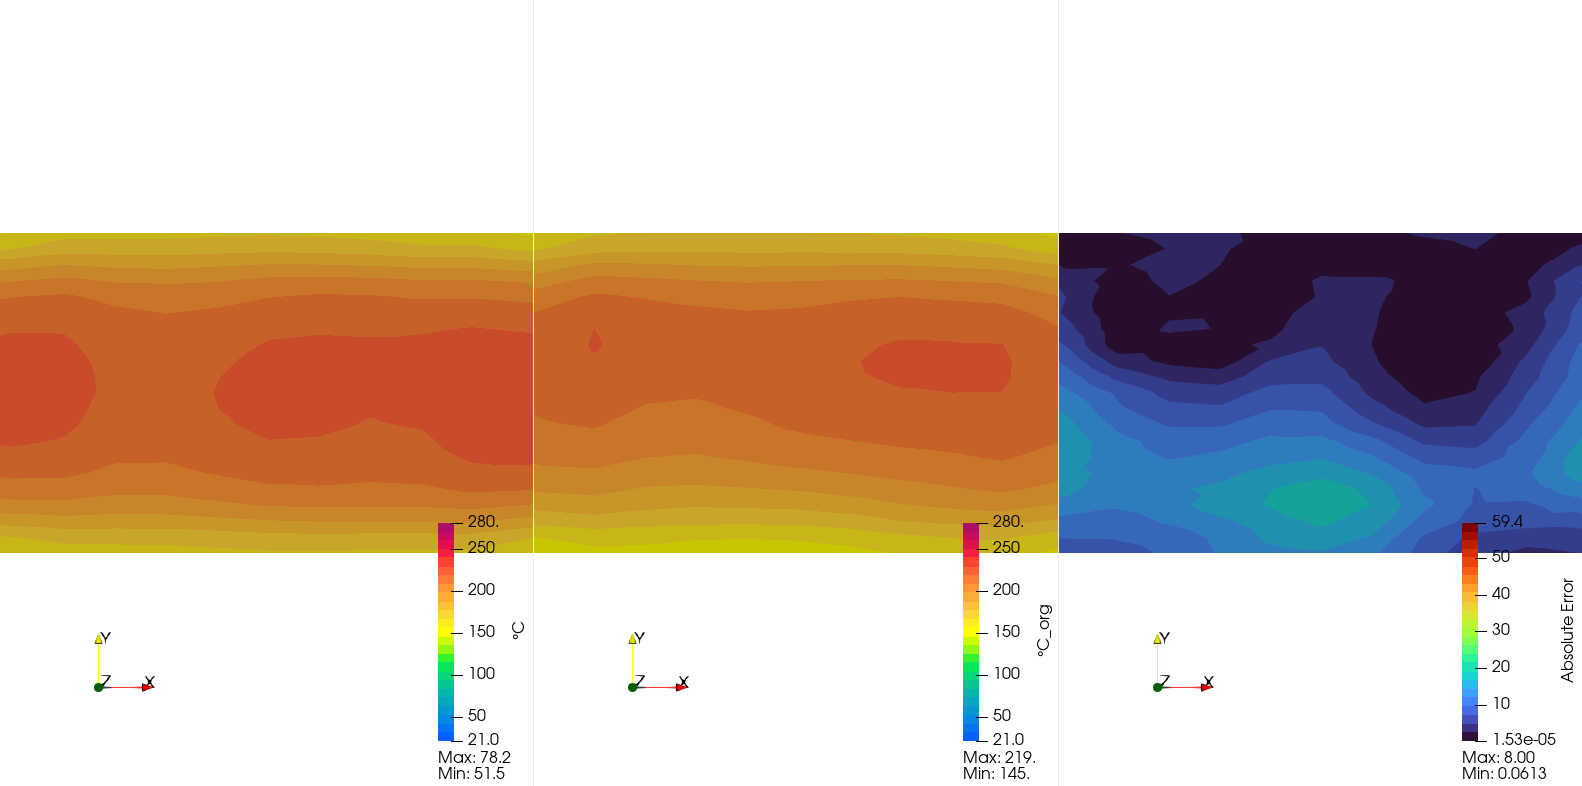 280.
250
200
150
100
50
21.0
°C
Max: 78.2
Min: 51.5
Y
Z
X
280.
250
200
150
100
50
21.0
°C_org
Max: 219.
Min: 145.
Y
Z
X
59.4
50
40
30
20
10
1.53e-05
Absolute Error
Max: 8.00
Min: 0.0613
Y
Z
X